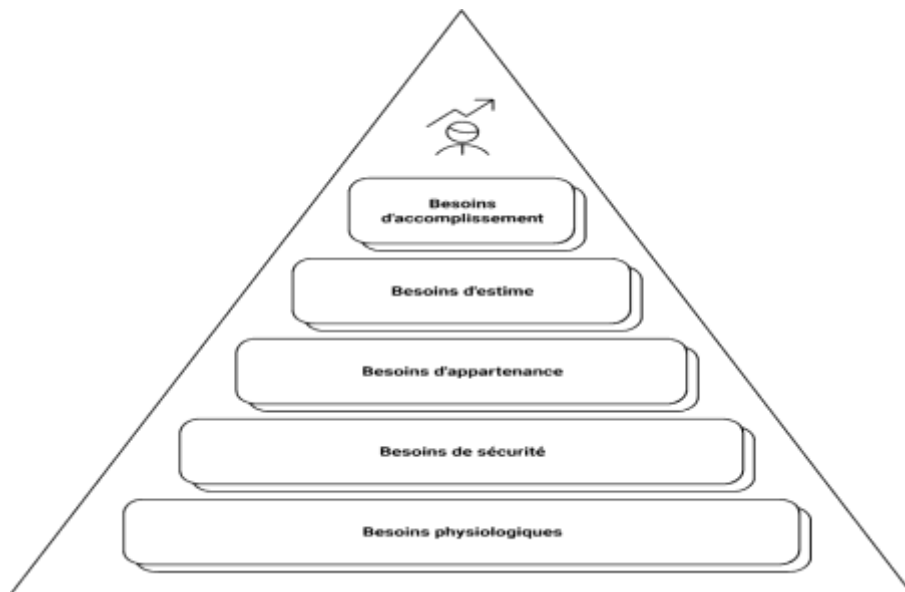 Besoins
d'accomplissement
Besoins d'estime
Besoins d'appartenance
Besoins de sécurité
Besoins physiologiques